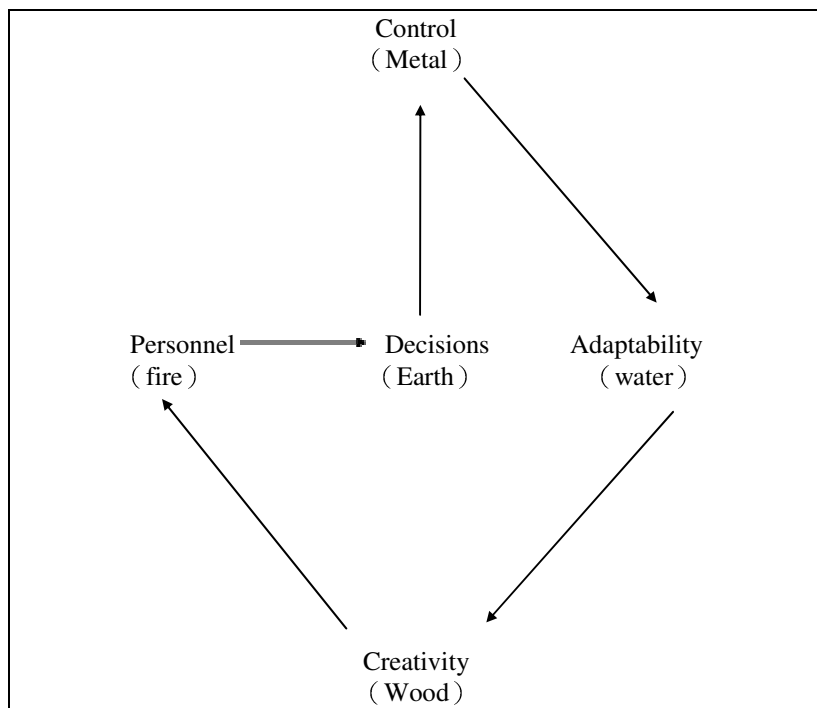 Control
（Metal）
Personnel
（fire）
Decisions
（Earth）
Adaptability
（water）
Creativity
（Wood）